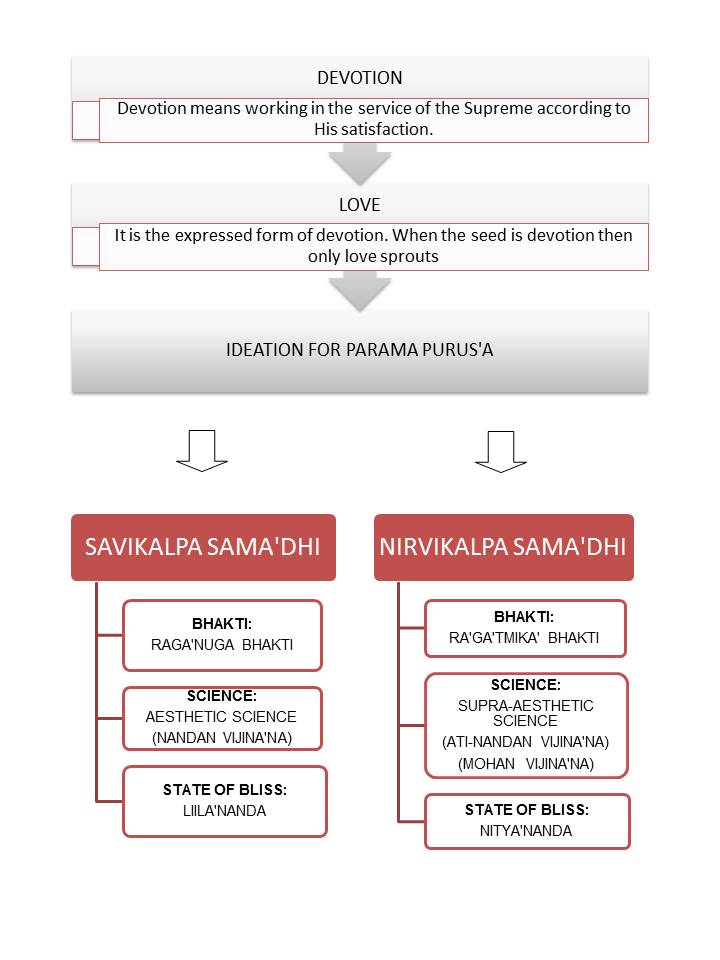 DEVOTION
Devotion means working in the service of the Supreme according to
His satisfaction.
LOVE
It is the expressed form of devotion. When the seed is devotion then
only love sprouts
IDEATION FOR PARAMA PURUS'A
SAVIKALPA SAMA'DHI
BHAKTI:
RAGA'NUGA BHAKTI
SCIENCE:
AESTHETIC SCIENCE
(NANDAN VIJINA'NA)
STATE OF BLISS:
LIILA'NANDA
NIRVIKALPA SAMA'DHI
BHAKTI:
RA'GA'TMIKA' BHAKTI
SCIENCE:
SUPRA-AESTHETIC
SCIENCE
(ATI-NANDAN VIJINA'NA)
(MOHAN VIJINA'NA)
STATE OF BLISS:
NITYA'NANDA